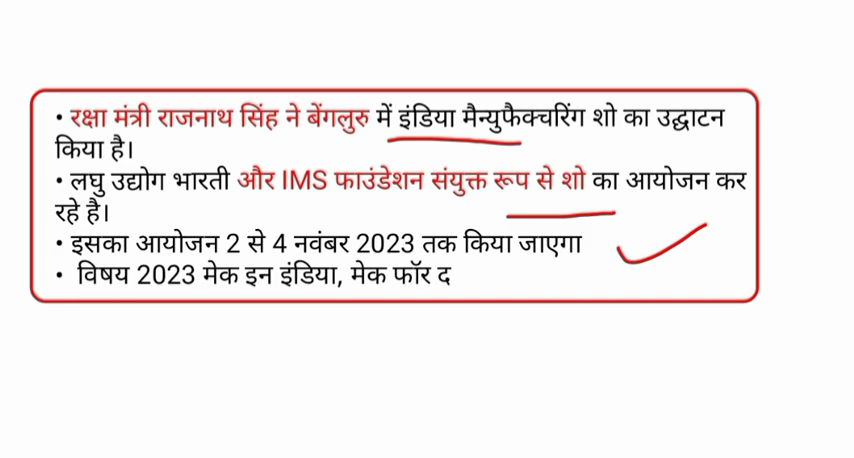 • रक्षा मंत्री राजनाथ सिंह ने बेंगलुरु में इंडिया मैन्युफैक्चरिंग शो का उद्घाटन
किया है।
• लघु उद्योग भारती और IMS फाउंडेशन संयुक्त रूप से शो का आयोजन कर
रहे है।
• इसका आयोजन 2 से 4 नवंबर 2023 तक किया जाएगा
• विषय 2023 मेक इन इंडिया, मेक फॉर द